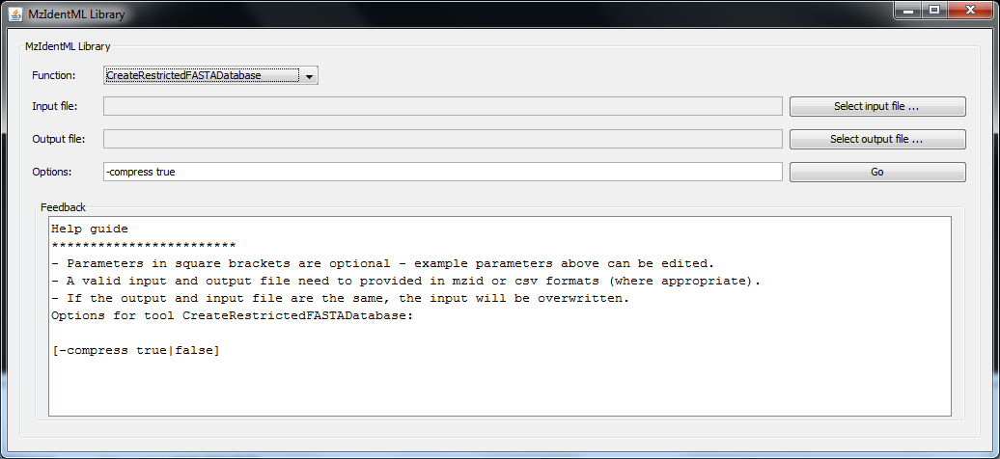 MzIdentML Library
MzIdentML Library
Function: CreateRestrictedFASTADatabase
Input file: Select input file ...
Output file: Select output file ...
Options: -compress true Go
Feedback
Help guide
************************
- Parameters in square brackets are optional - example parameters above can be edited.
- A valid input and output file need to provided in mzid or csv formats (where appropriate).
- If the output and input file are the same, the input will be overwritten.
Options for tool CreateRestrictedFASTADatabase:
[-compress true|false]